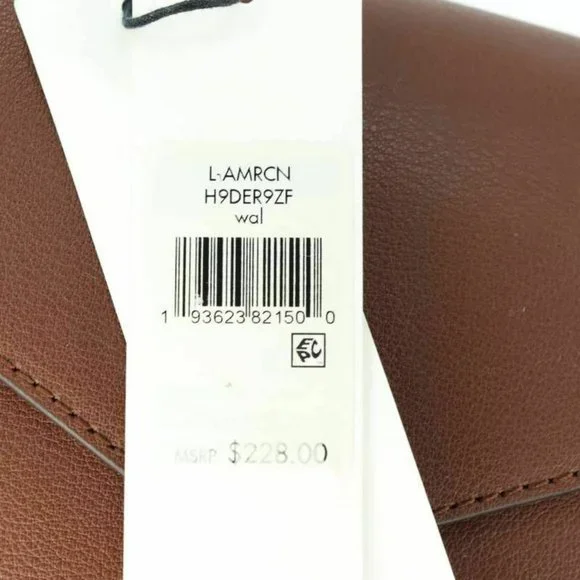 L-AMRCN
H9DER9ZF
wal
1 93623 82150 0
EPC
MSRP $228.00